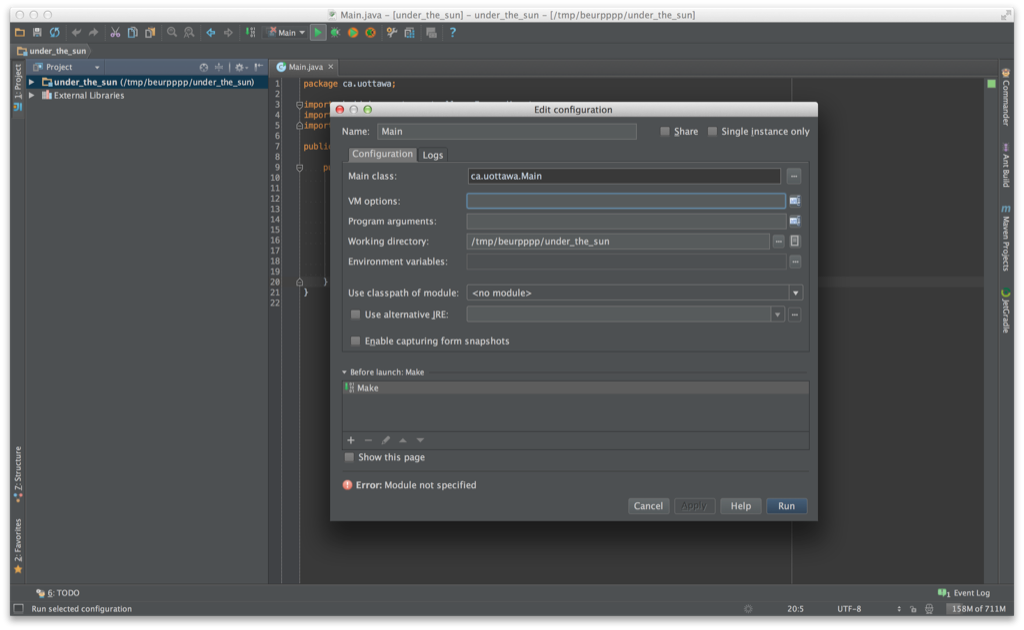 Main.java – [under_the_sun] – under_the_sun – [/tmp/beurpppp/under_the_sun]
Main
?
under_the_sun
Project
Main.java
1: Project
under_the_sun (/tmp/beurpppp/under_the_sun)
External Libraries
1 package ca.uottawa;
2
3 import
4 import
5 import
6
7 public
8
9
10
11
12
13
14
15
16
17
18
19
20 }
21 }
22
Edit configuration
Name: Main
Share
Single instance only
Configuration
Logs
Main class: ca.uottawa.Main
VM options:
Program arguments:
Working directory: /tmp/beurpppp/under_the_sun
Environment variables:
Use classpath of module: <no module>
Use alternative JRE:
Enable capturing form snapshots
Before launch: Make
Make
Show this page
Error: Module not specified
Cancel
Apply
Help
Run
Commander
Ant Build
m Maven Projects
JetGradle
Z: Structure
2: Favorites
6: TODO
1 Event Log
Run selected configuration
20:5
UTF-8
158M of 711M